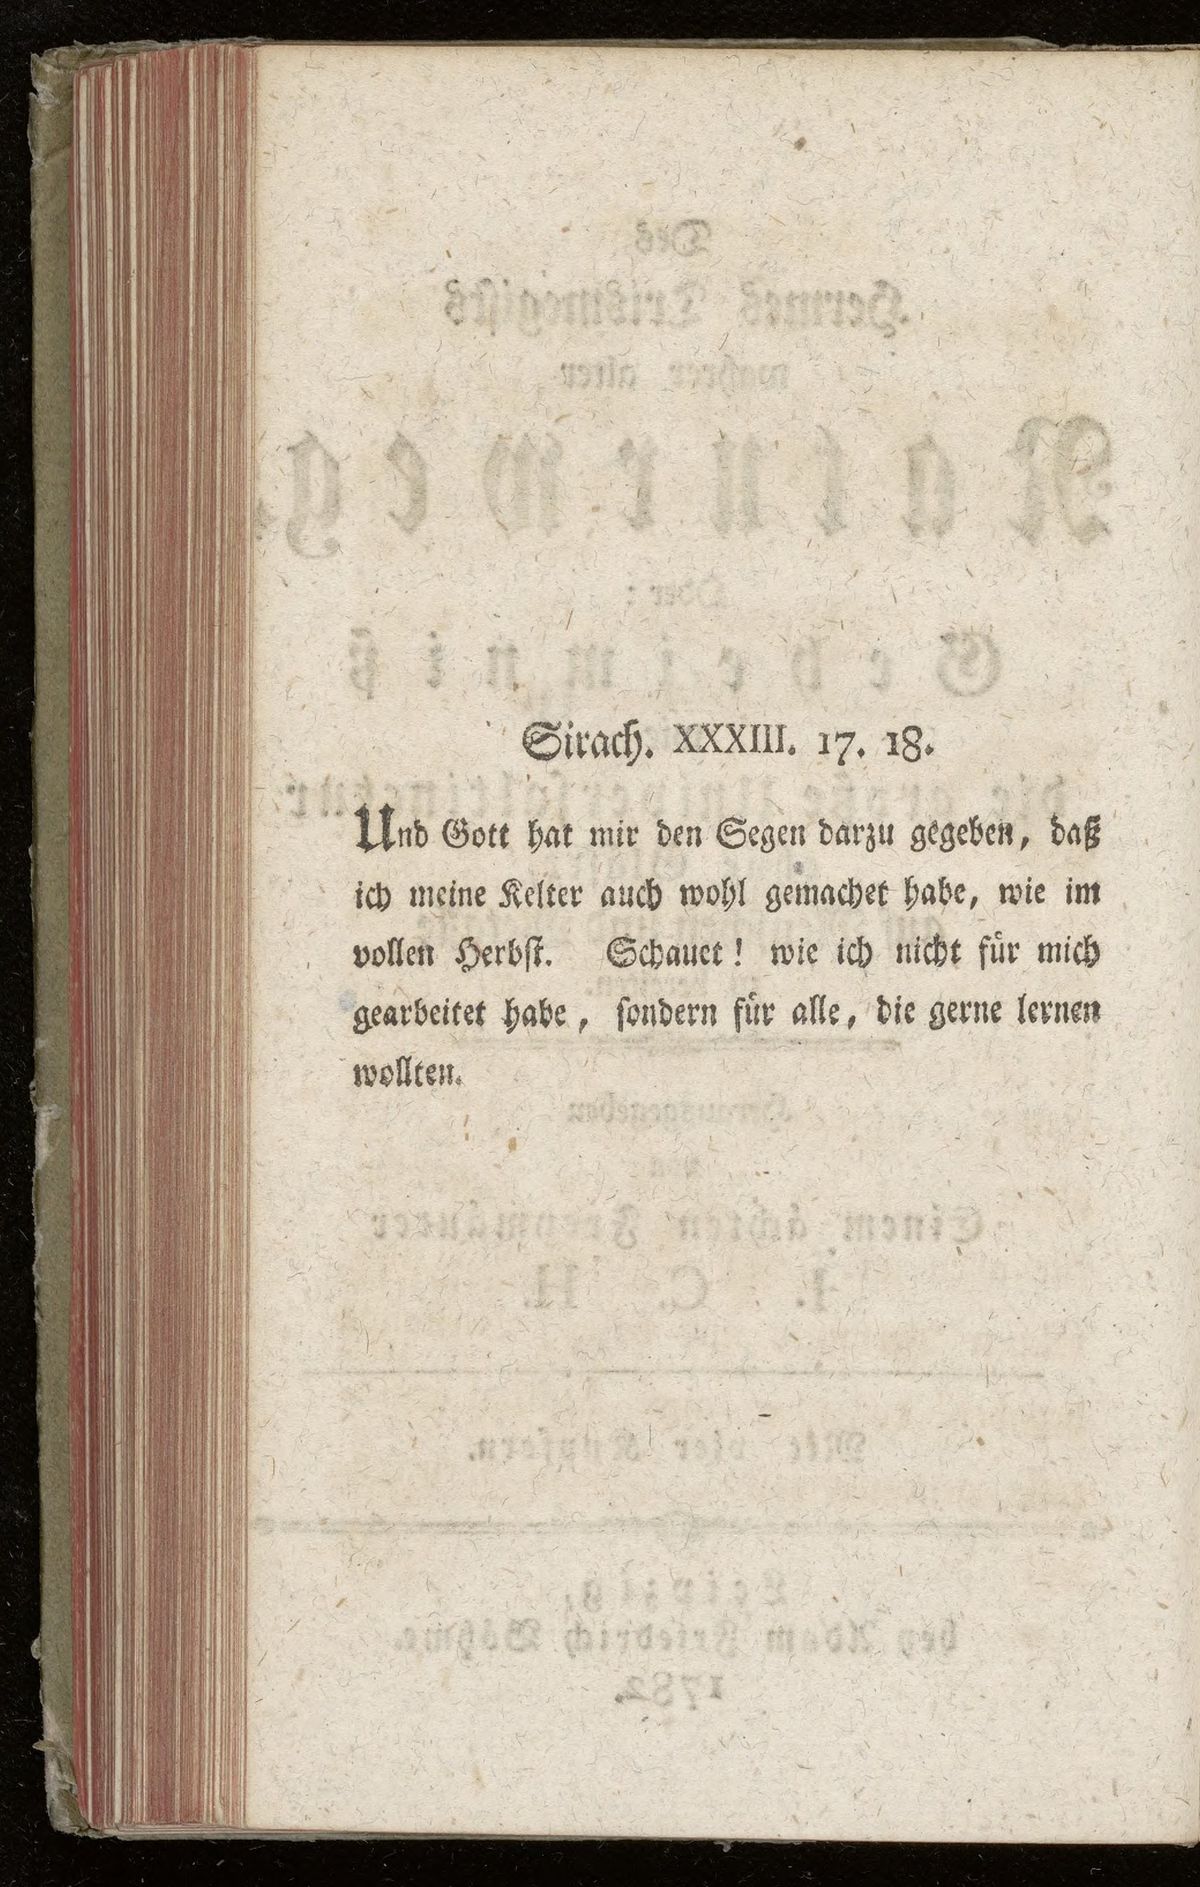 Sirach. XXXIII. 17. 18.
Und Gott hat mir den Segen darzu gegeben, daß
ich meine Kelter auch wohl gemachet habe, wie im
vollen Herbst. Schauet! wie ich nicht für mich
gearbeitet habe, sondern für alle, die gerne lernen
wollten.